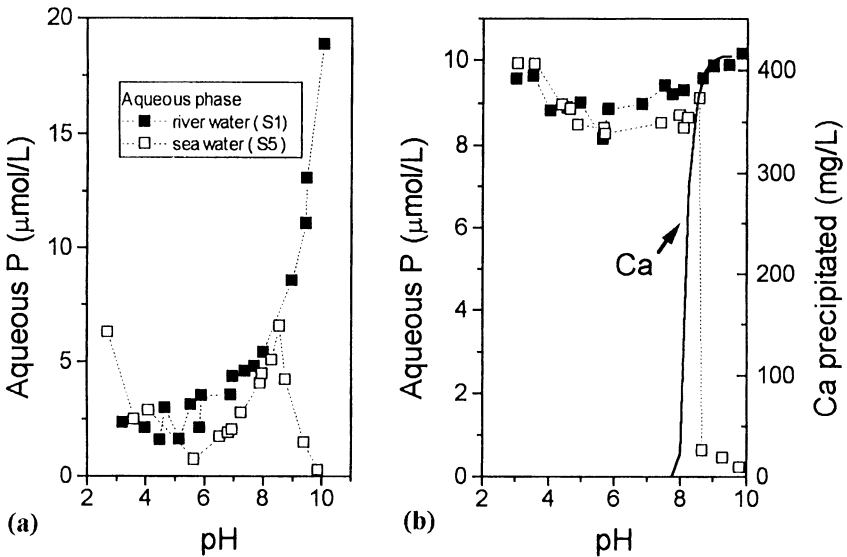 20
15
10
5
0
Aqueous P (μmol/L)
Aqueous phase
river water (S1)
sea water (S5)
2 4 6 8 10
pH
(a)
10
8
6
4
2
0
Aqueous P (μmol/L)
Ca
400
300
200
100
0
Ca precipitated (mg/L)
2 4 6 8 10
pH
(b)